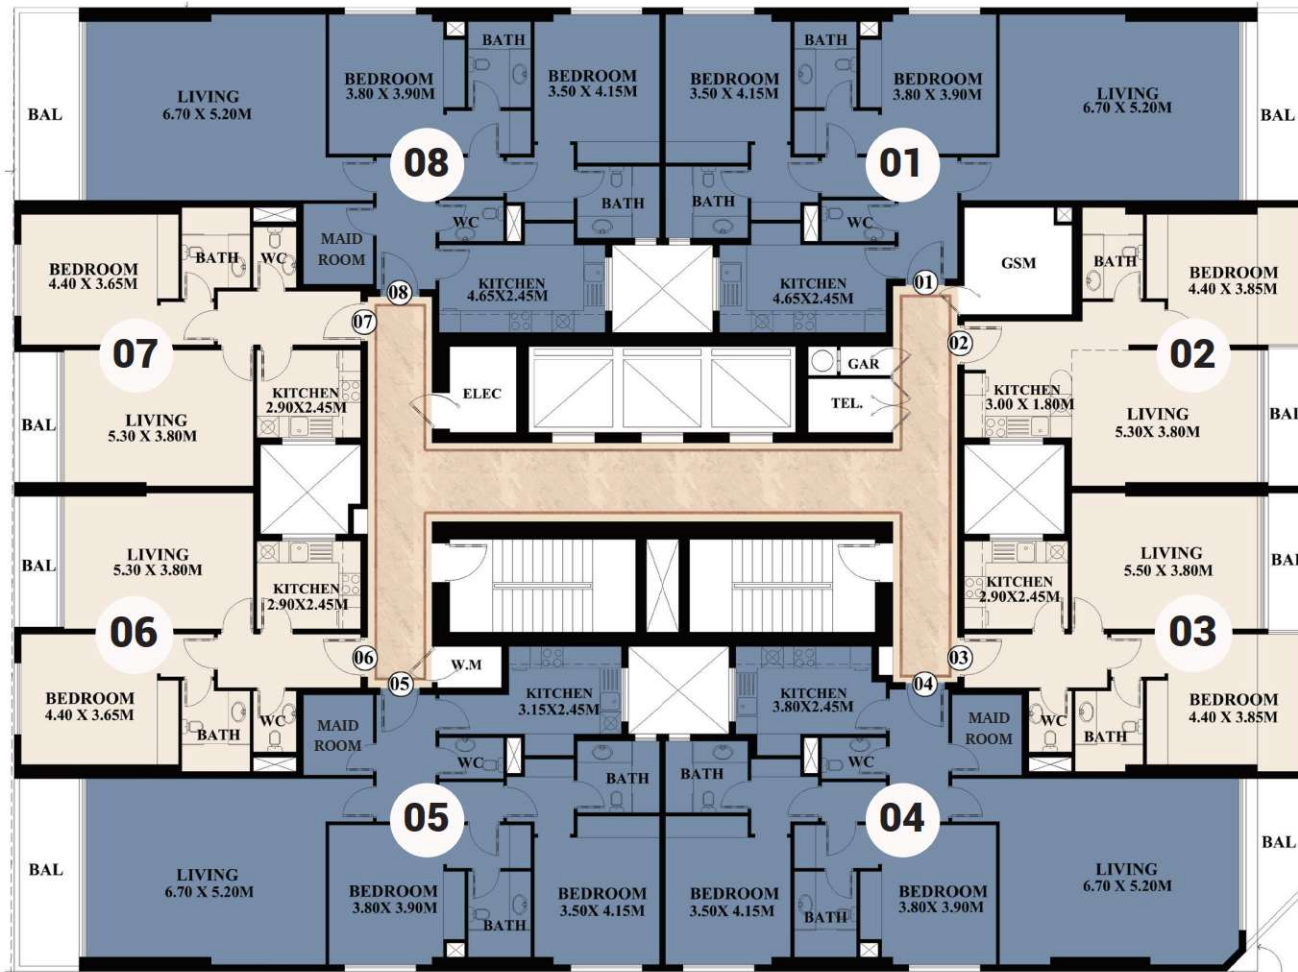 BATH
BATH
BEDROOM
3.80 X 3.90M
BEDROOM
3.50 X 4.15M
BEDROOM
3.50 X 4.15M
BEDROOM
3.80 X 3.90M
LIVING
6.70 X 5.20M
LIVING
6.70 X 5.20M
BAL
BAL
08
01
BATH
BATH
WC
WC
MAID
ROOM
KITCHEN
4.65X2.45M
KITCHEN
4.65X2.45M
GSM
BATH
WC
BATH
BEDROOM
4.40 X 3.65M
BEDROOM
4.40 X 3.85M
08
01
07
02
07
02
ELEC
GAR
TEL.
KITCHEN
2.90X2.45M
KITCHEN
3.00 X 1.80M
LIVING
5.30 X 3.80M
LIVING
5.30X 3.80M
BAL
BAL
LIVING
5.30 X 3.80M
LIVING
5.50 X 3.80M
BAL
BAL
KITCHEN
2.90X2.45M
KITCHEN
2.90X2.45M
06
03
06
03
W.M
05
04
BEDROOM
4.40 X 3.65M
BEDROOM
4.40 X 3.85M
KITCHEN
3.15X2.45M
KITCHEN
3.80X2.45M
BATH
WC
MAID
ROOM
MAID
ROOM
WC
BATH
WC
WC
BATH
BATH
05
04
BAL
BAL
LIVING
6.70 X 5.20M
LIVING
6.70 X 5.20M
BEDROOM
3.80X 3.90M
BEDROOM
3.50X 4.15M
BEDROOM
3.50X 4.15M
BEDROOM
3.80X 3.90M
BATH
BATH